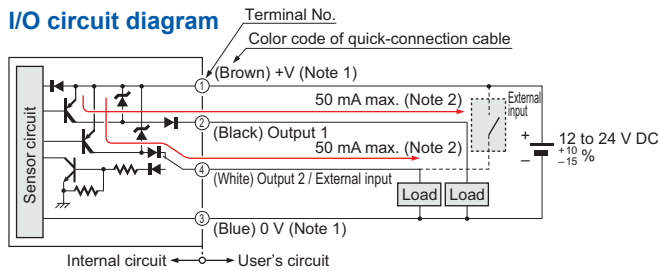 I/O circuit diagram
Terminal No.
Color code of quick-connection cable
Sensor circuit
1
(Brown) +V (Note 1)
50 mA max. (Note 2)
External
input
2
(Black) Output 1
50 mA max. (Note 2)
+
–
12 to 24 V DC
+10
–15 %
4
(White) Output 2 / External input
Load
Load
3
(Blue) 0 V (Note 1)
Internal circuit
User's circuit